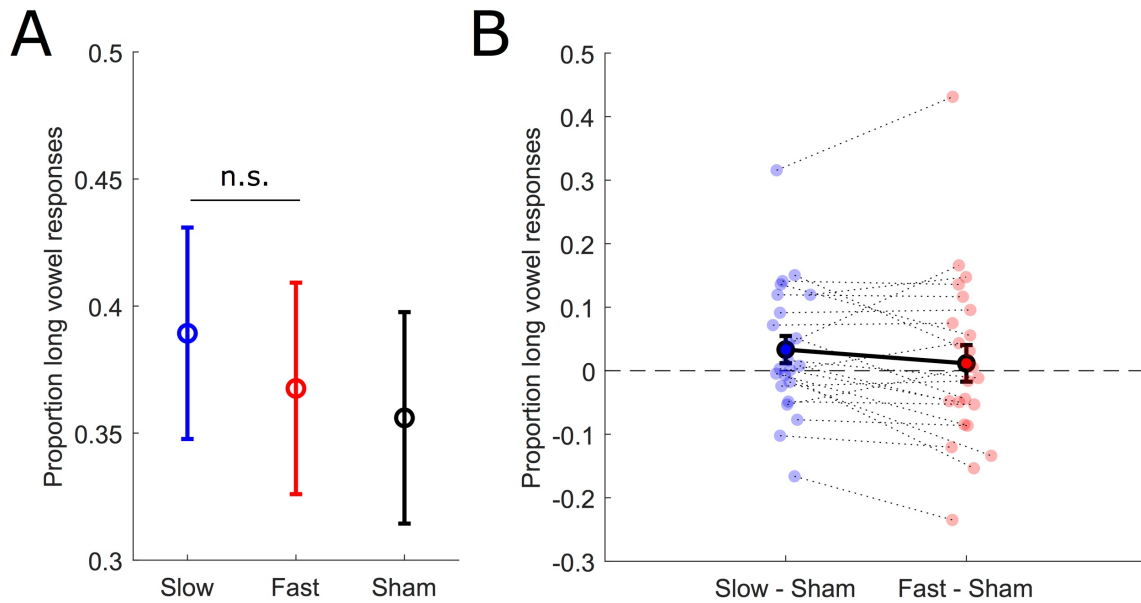 A
Proportion long vowel responses
0.5
0.45
0.4
0.35
0.3
n.s.
Slow Fast Sham
B
Proportion long vowel responses
0.5
0.4
0.3
0.2
0.1
0
-0.1
-0.2
-0.3
Slow - Sham Fast - Sham